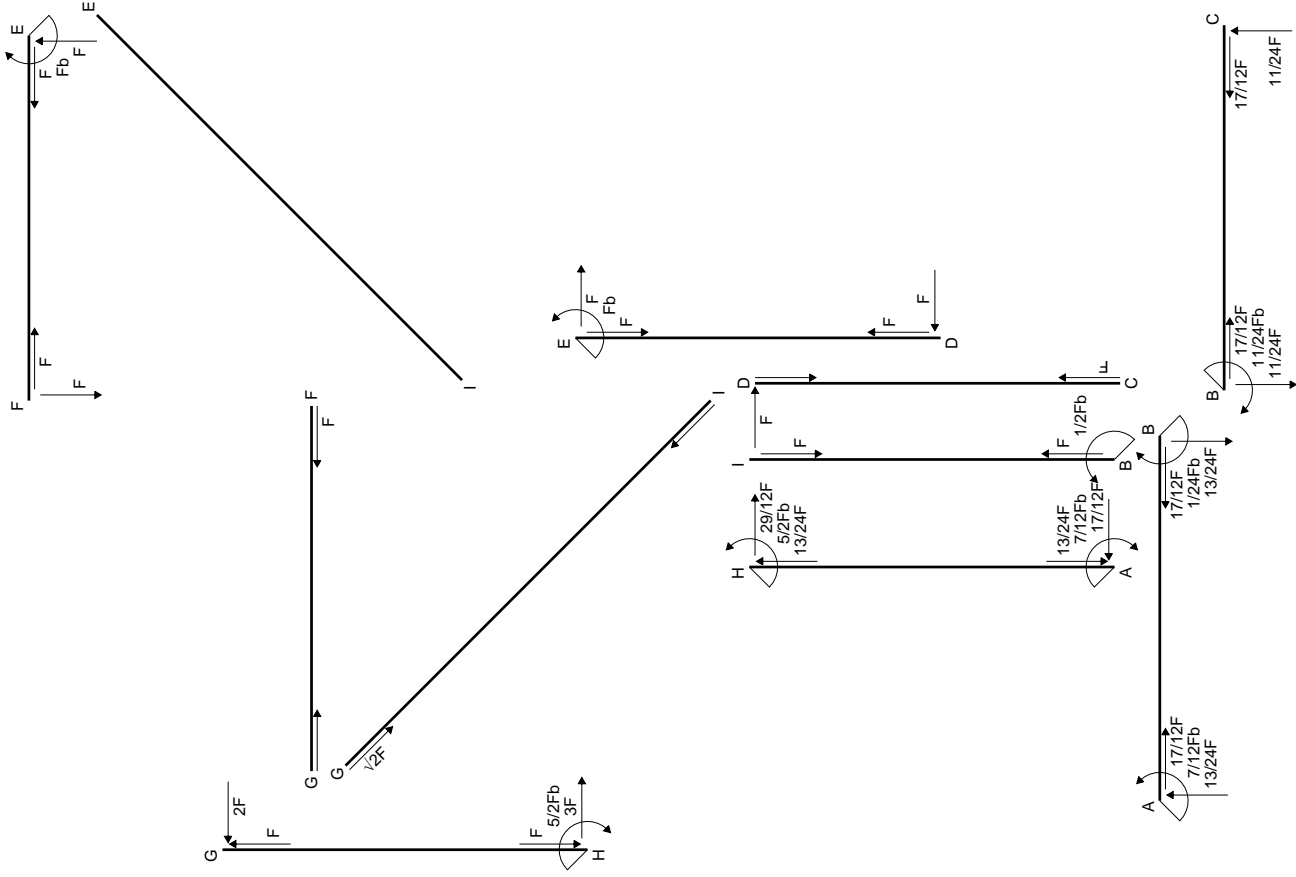 F
E
F
F
F
F
Fb
E
I
G
F
F
G
I
√2F
G
2F
F
F
5/2Fb
3F
H
E
F
Fb
F
F
F
D
D
F
F
C
I
F
F
1/2Fb
B
H
29/12F
5/2Fb
13/24F
13/24F
7/12Fb
17/12F
A
A
17/12F
7/12Fb
13/24F
B
17/12F
1/24Fb
13/24F
B
17/12F
11/24Fb
11/24F
C
17/12F
11/24F